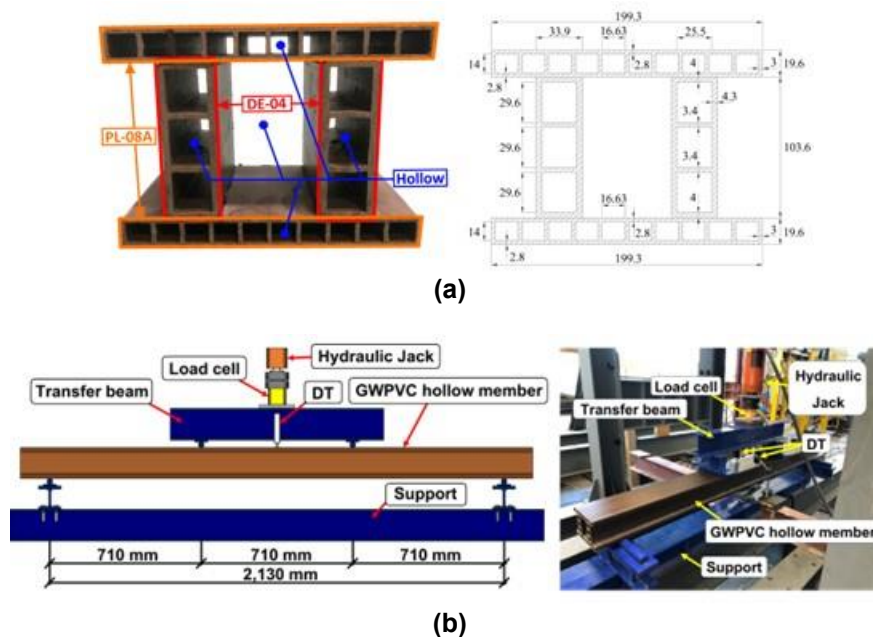 PL-08A
DE-04
Hollow
199.3
33.9
16.63
25.5
14
2.8
4
3
19.6
2.8
29.6
29.6
29.6
4.3
3.4
3.4
4
103.6
16.63
14
2.8
2.8
3
19.6
199.3
(a)
Hydraulic Jack
Load cell
Transfer beam
DT
GWPVC hollow member
Support
710 mm
710 mm
710 mm
2,130 mm
Load cell
Hydraulic
Jack
Transfer beam
DT
GWPVC hollow member
Support
(b)